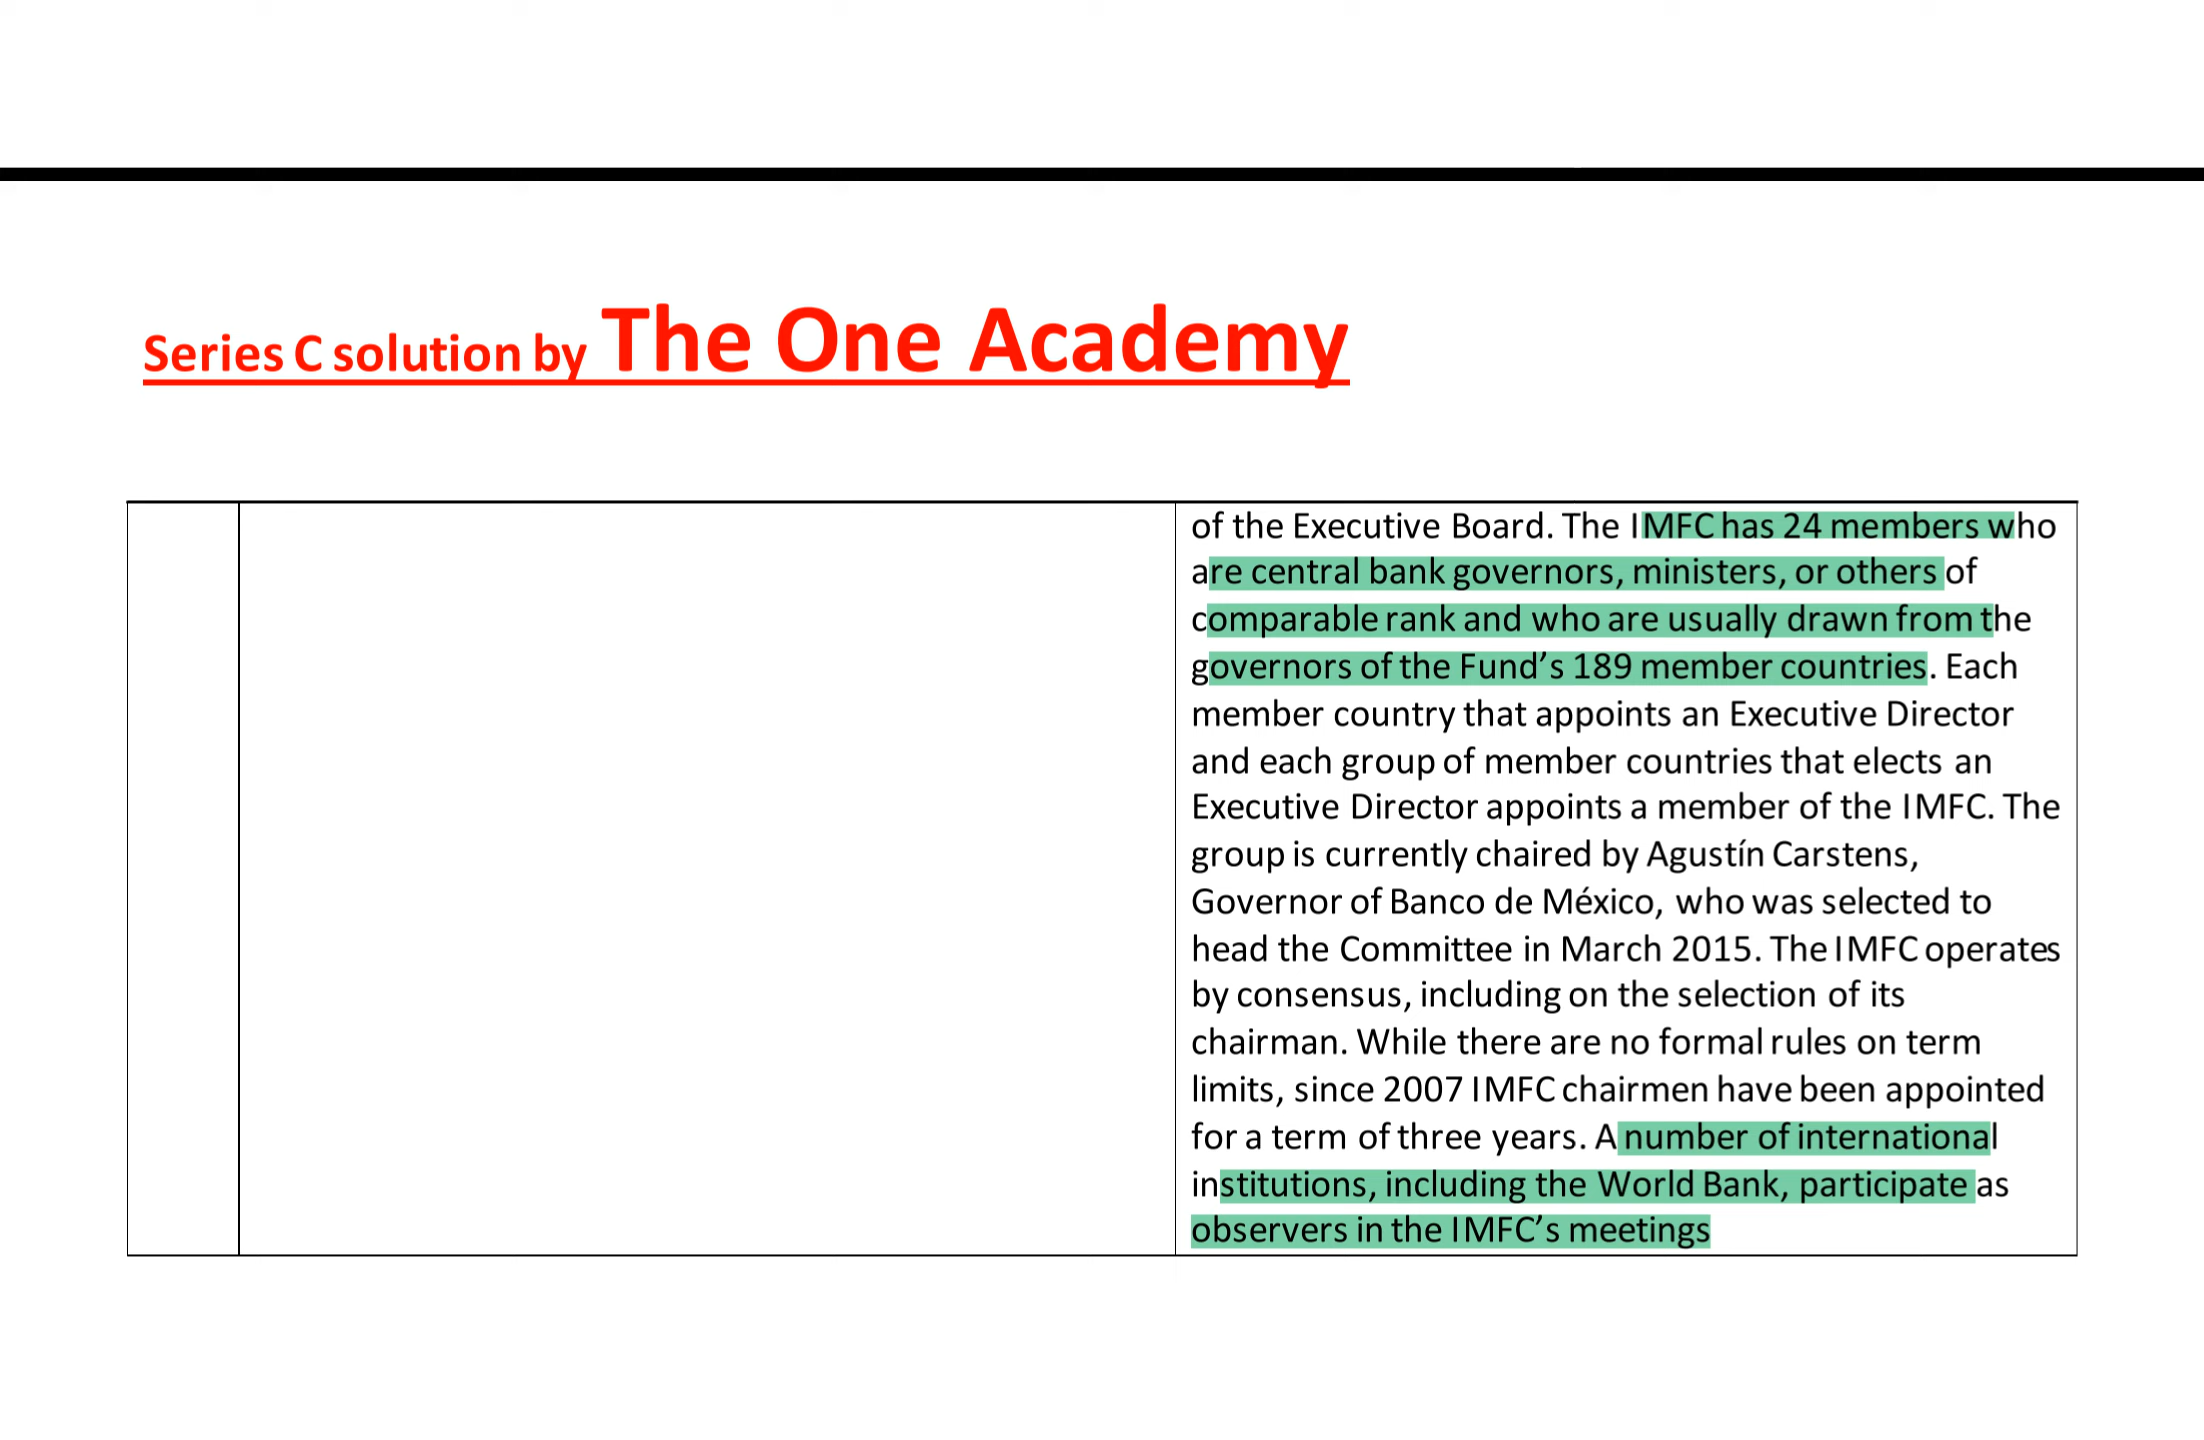 Series C solution by The One Academy
of the Executive Board. The IMFC has 24 members who
are central bank governors, ministers, or others of
comparable rank and who are usually drawn from the
governors of the Fund’s 189 member countries. Each
member country that appoints an Executive Director
and each group of member countries that elects an
Executive Director appoints a member of the IMFC. The
group is currently chaired by Agustín Carstens,
Governor of Banco de México, who was selected to
head the Committee in March 2015. The IMFC operates
by consensus, including on the selection of its
chairman. While there are no formal rules on term
limits, since 2007 IMFC chairmen have been appointed
for a term of three years. A number of international
institutions, including the World Bank, participate as
observers in the IMFC’s meetings